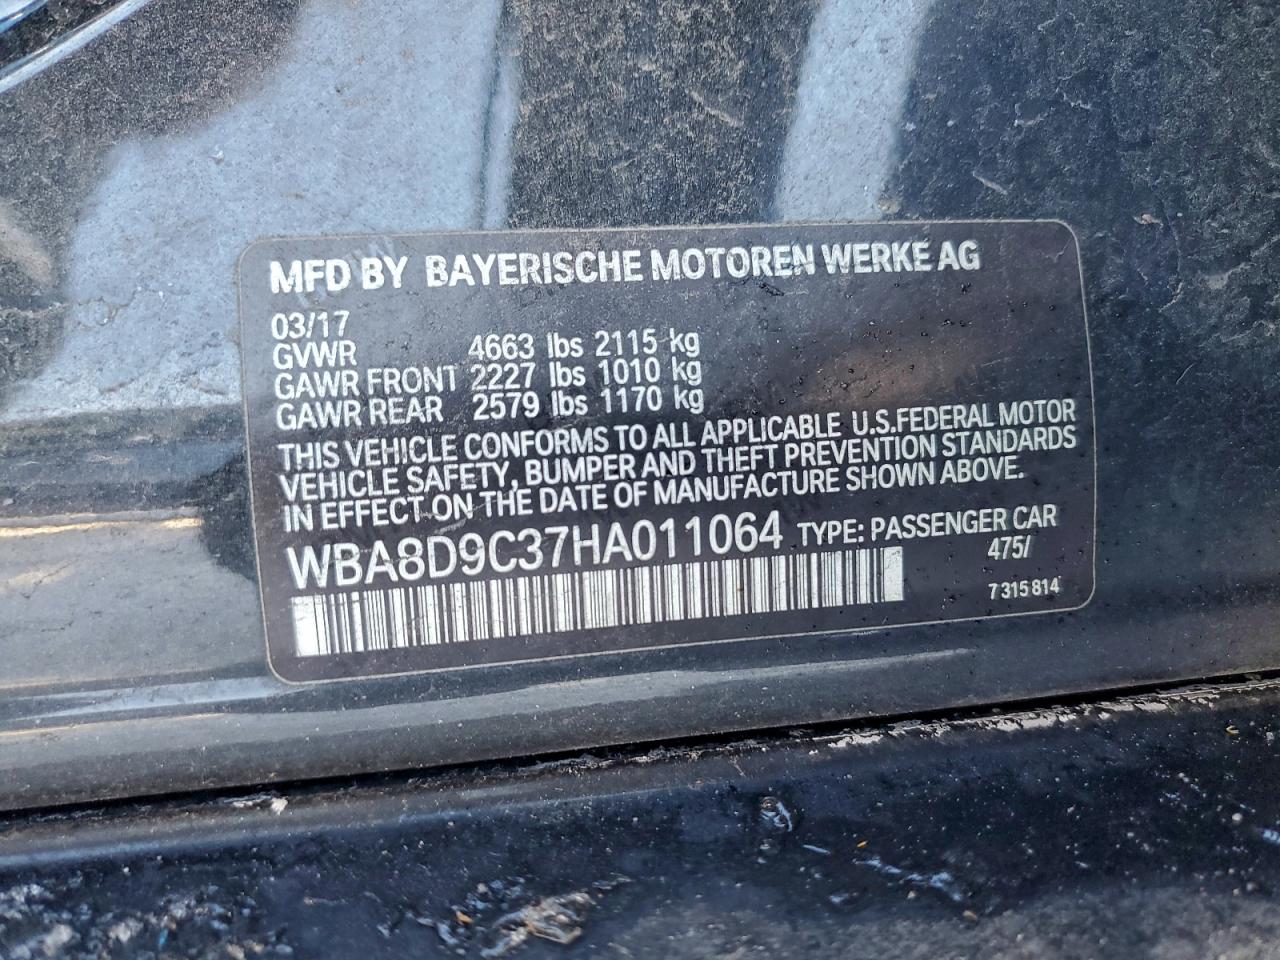 MFD BY BAYERISCHE MOTOREN WERKE AG
03/17
GVWR 4663 lbs 2115 kg
GAWR FRONT 2227 lbs 1010 kg
GAWR REAR 2579 lbs 1170 kg
THIS VEHICLE CONFORMS TO ALL APPLICABLE U.S.FEDERAL MOTOR
VEHICLE SAFETY, BUMPER AND THEFT PREVENTION STANDARDS
IN EFFECT ON THE DATE OF MANUFACTURE SHOWN ABOVE.
WBA8D9C37HA011064 TYPE: PASSENGER CAR
475/
7 315 814